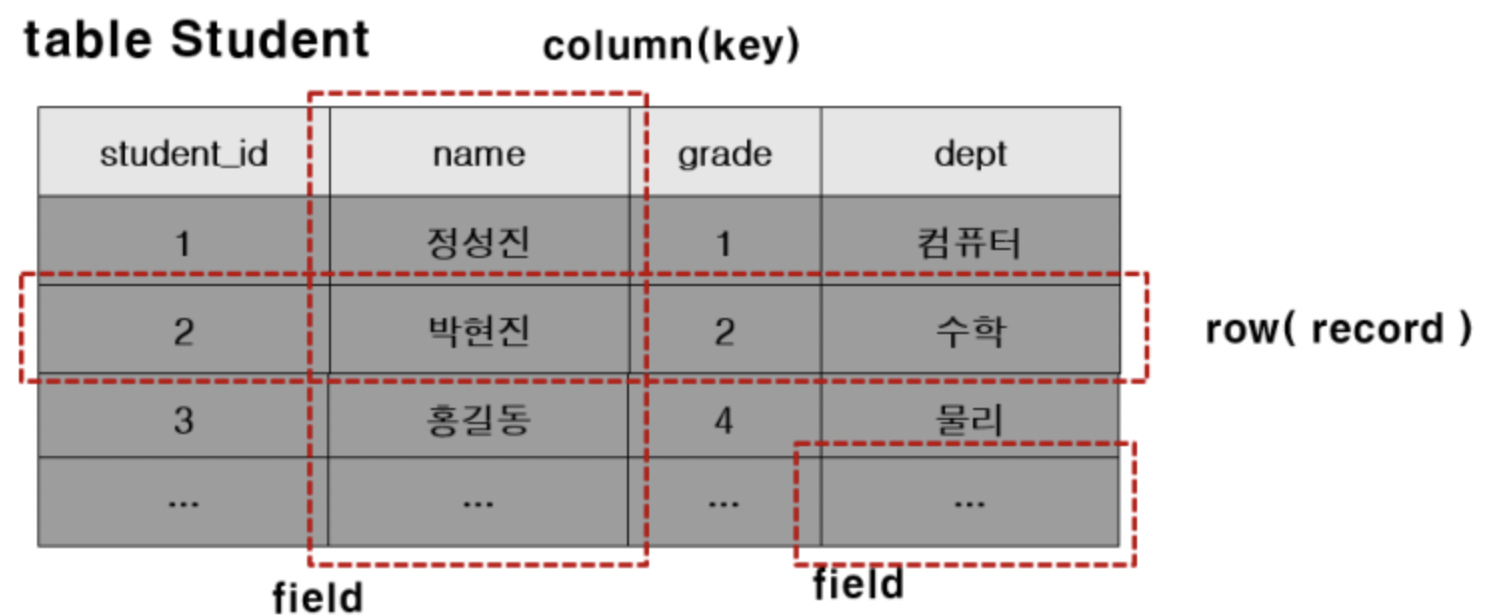 table Student
column(key)
student_id name grade dept
1 정성진 1 컴퓨터
2 박현진 2 수학
row( record )
3 홍길동 4 물리
... ... ... ...
field
field